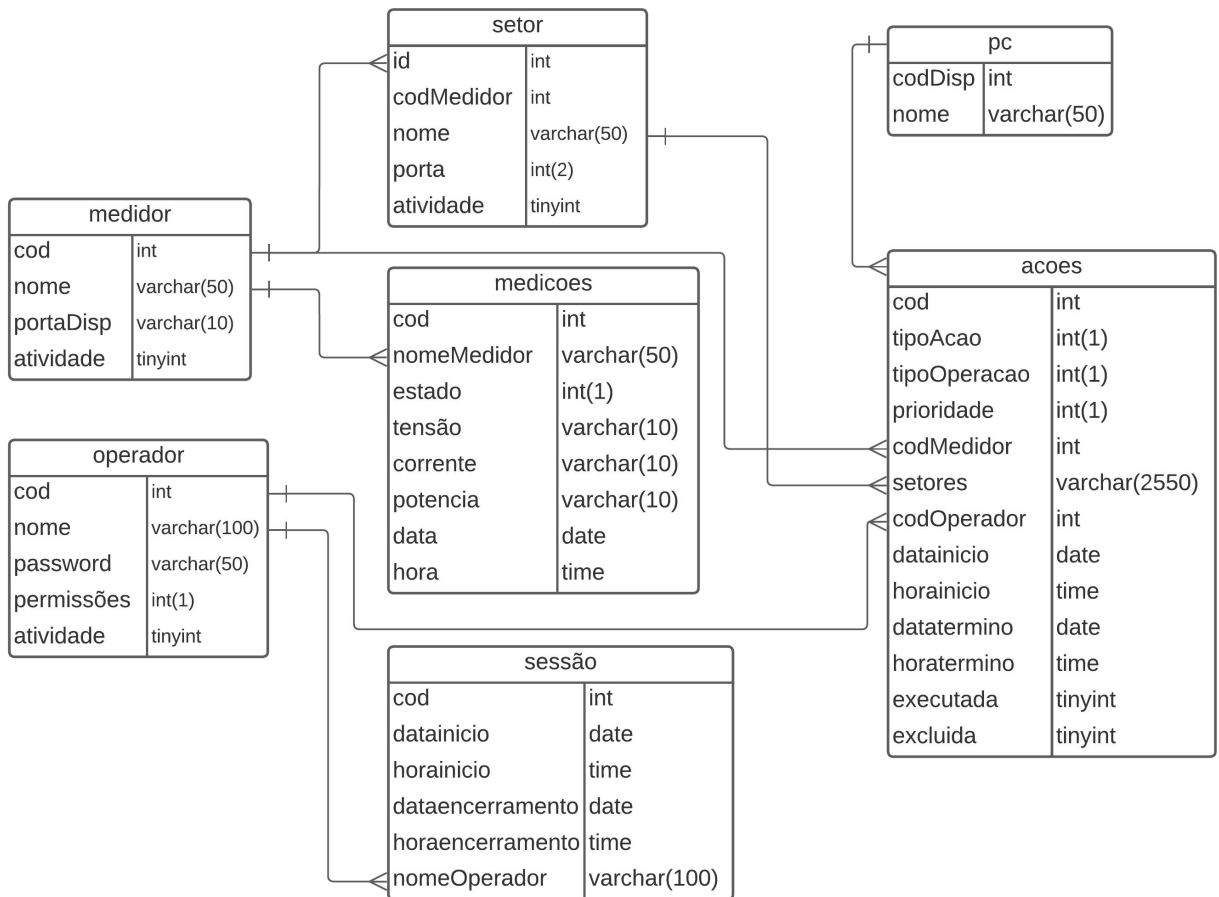 setor
id int
codMedidor int
nome varchar(50)
porta int(2)
atividade tinyint
pc
codDisp int
nome varchar(50)
medidor
cod int
nome varchar(50)
portaDisp varchar(10)
atividade tinyint
medicoes
cod int
nomeMedidor varchar(50)
estado int(1)
tensão varchar(10)
corrente varchar(10)
potencia varchar(10)
data date
hora time
acoes
cod int
tipoAcao int(1)
tipoOperacao int(1)
prioridade int(1)
codMedidor int
setores varchar(2550)
codOperador int
datainicio date
horainicio time
datatermino date
horatermino time
executada tinyint
excluida tinyint
operador
cod int
nome varchar(100)
password varchar(50)
permissões int(1)
atividade tinyint
sessão
cod int
datainicio date
horainicio time
dataencerramento date
horaencerramento time
nomeOperador varchar(100)